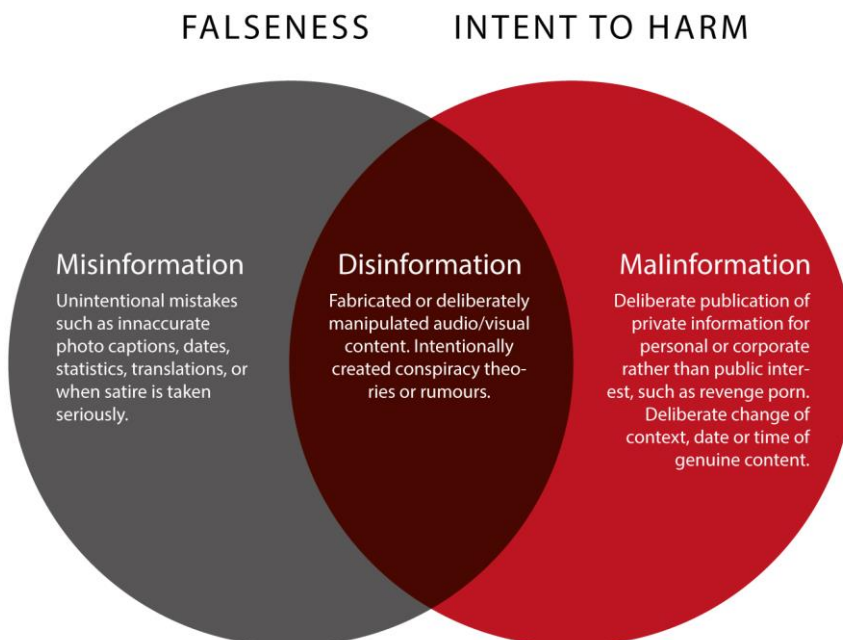 FALSENESS
INTENT TO HARM
Misinformation
Unintentional mistakes
such as innaccurate
photo captions, dates,
statistics, translations, or
when satire is taken
seriously.
Disinformation
Fabricated or deliberately
manipulated audio/visual
content. Intentionally
created conspiracy theo-
ries or rumours.
Malinformation
Deliberate publication of
private information for
personal or corporate
rather than public inter-
est, such as revenge porn.
Deliberate change of
context, date or time of
genuine content.